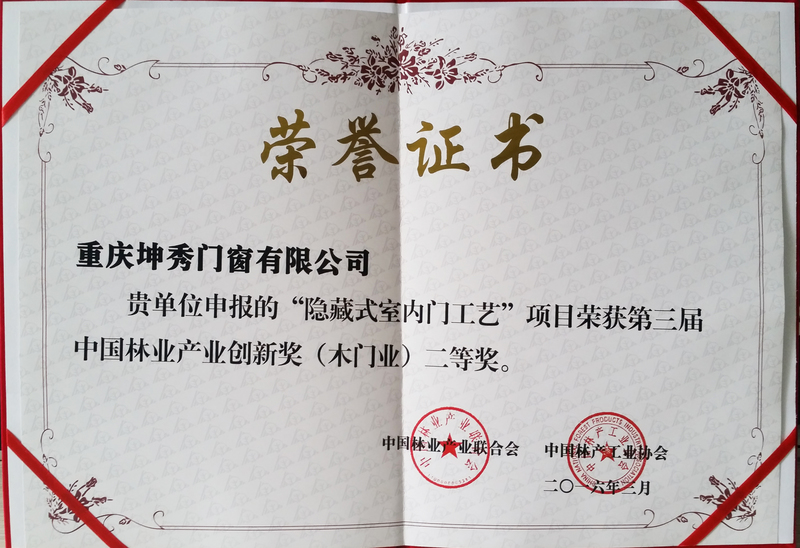 荣誉证书
重庆坤秀门窗有限公司
贵单位申报的“隐藏式室内门工艺”项目荣获第三届
中国林业产业创新奖（木门业）二等奖。
中国林业产业联合会
中国林产工业协会
二〇一六年二月